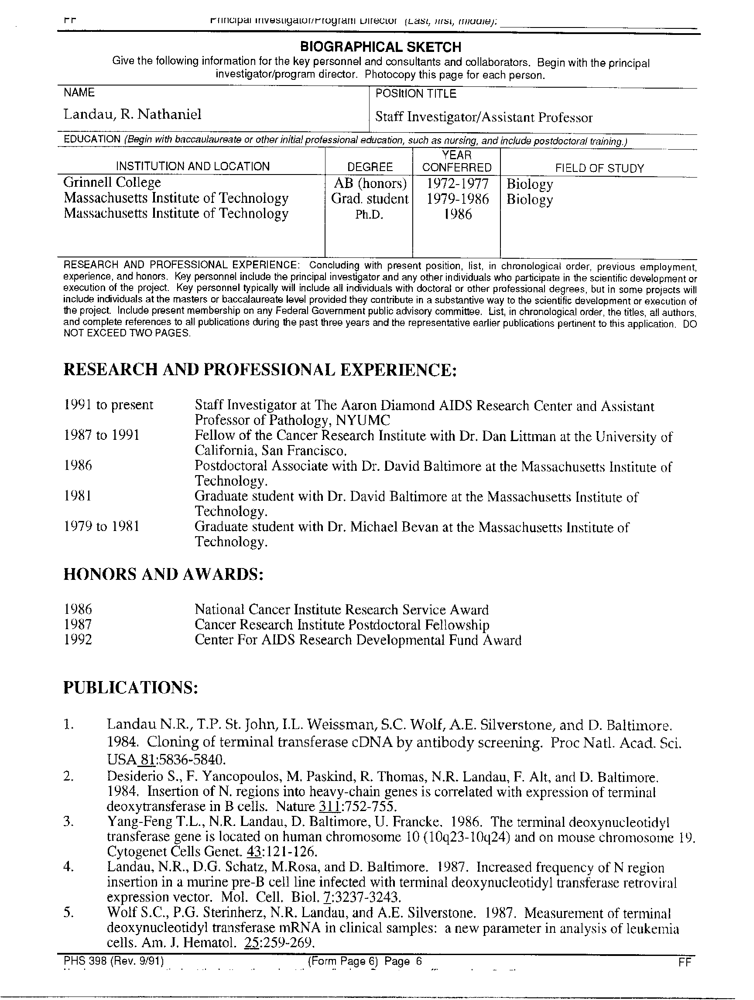 FF Principal Investigator/Program Director (Last, first, middle):
BIOGRAPHICAL SKETCH
Give the following information for the key personnel and consultants and collaborators. Begin with the principal
investigator/program director. Photocopy this page for each person.
NAME POSITION TITLE
Landau, R. Nathaniel Staff Investigator/Assistant Professor
EDUCATION (Begin with baccaulaureate or other initial professional education, such as nursing, and include postdoctoral training.)
INSTITUTION AND LOCATION DEGREE YEAR CONFERRED FIELD OF STUDY
Grinnell College AB (honors) 1972-1977 Biology
Massachusetts Institute of Technology Grad. student 1979-1986 Biology
Massachusetts Institute of Technology Ph.D. 1986
RESEARCH AND PROFESSIONAL EXPERIENCE: Concluding with present position, list, in chronological order, previous employment,
experience, and honors. Key personnel include the principal investigator and any other individuals who participate in the scientific development or
execution of the project. Key personnel typically will include all individuals with doctoral or other professional degrees, but in some projects will
include individuals at the masters or baccalaureate level provided they contribute in a substantive way to the scientific development or execution of
the project. Include present membership on any Federal Government public advisory committee. List, in chronological order, the titles, all authors,
and complete references to all publications during the past three years and the representative earlier publications pertinent to this application. DO
NOT EXCEED TWO PAGES.
RESEARCH AND PROFESSIONAL EXPERIENCE:
1991 to present Staff Investigator at The Aaron Diamond AIDS Research Center and Assistant
Professor of Pathology, NYUMC
1987 to 1991 Fellow of the Cancer Research Institute with Dr. Dan Littman at the University of
California, San Francisco.
1986 Postdoctoral Associate with Dr. David Baltimore at the Massachusetts Institute of
Technology.
1981 Graduate student with Dr. David Baltimore at the Massachusetts Institute of
Technology.
1979 to 1981 Graduate student with Dr. Michael Bevan at the Massachusetts Institute of
Technology.
HONORS AND AWARDS:
1986 National Cancer Institute Research Service Award
1987 Cancer Research Institute Postdoctoral Fellowship
1992 Center For AIDS Research Developmental Fund Award
PUBLICATIONS:
1. Landau N.R., T.P. St. John, I.L. Weissman, S.C. Wolf, A.E. Silverstone, and D. Baltimore.
1984. Cloning of terminal transferase cDNA by antibody screening. Proc Natl. Acad. Sci.
USA 81:5836-5840.
2. Desiderio S., F. Yancopoulos, M. Paskind, R. Thomas, N.R. Landau, F. Alt, and D. Baltimore.
1984. Insertion of N. regions into heavy-chain genes is correlated with expression of terminal
deoxytransferase in B cells. Nature 311:752-755.
3. Yang-Feng T.L., N.R. Landau, D. Baltimore, U. Francke. 1986. The terminal deoxynucleotidyl
transferase gene is located on human chromosome 10 (10q23-10q24) and on mouse chromosome 19.
Cytogenet Cells Genet. 43:121-126.
4. Landau, N.R., D.G. Schatz, M.Rosa, and D. Baltimore. 1987. Increased frequency of N region
insertion in a murine pre-B cell line infected with terminal deoxynucleotidyl transferase retroviral
expression vector. Mol. Cell. Biol. 7:3237-3243.
5. Wolf S.C., P.G. Sterinherz, N.R. Landau, and A.E. Silverstone. 1987. Measurement of terminal
deoxynucleotidyl transferase mRNA in clinical samples: a new parameter in analysis of leukemia
cells. Am. J. Hematol. 25:259-269.
PHS 398 (Rev. 9/91) (Form Page 6) Page 6 FF